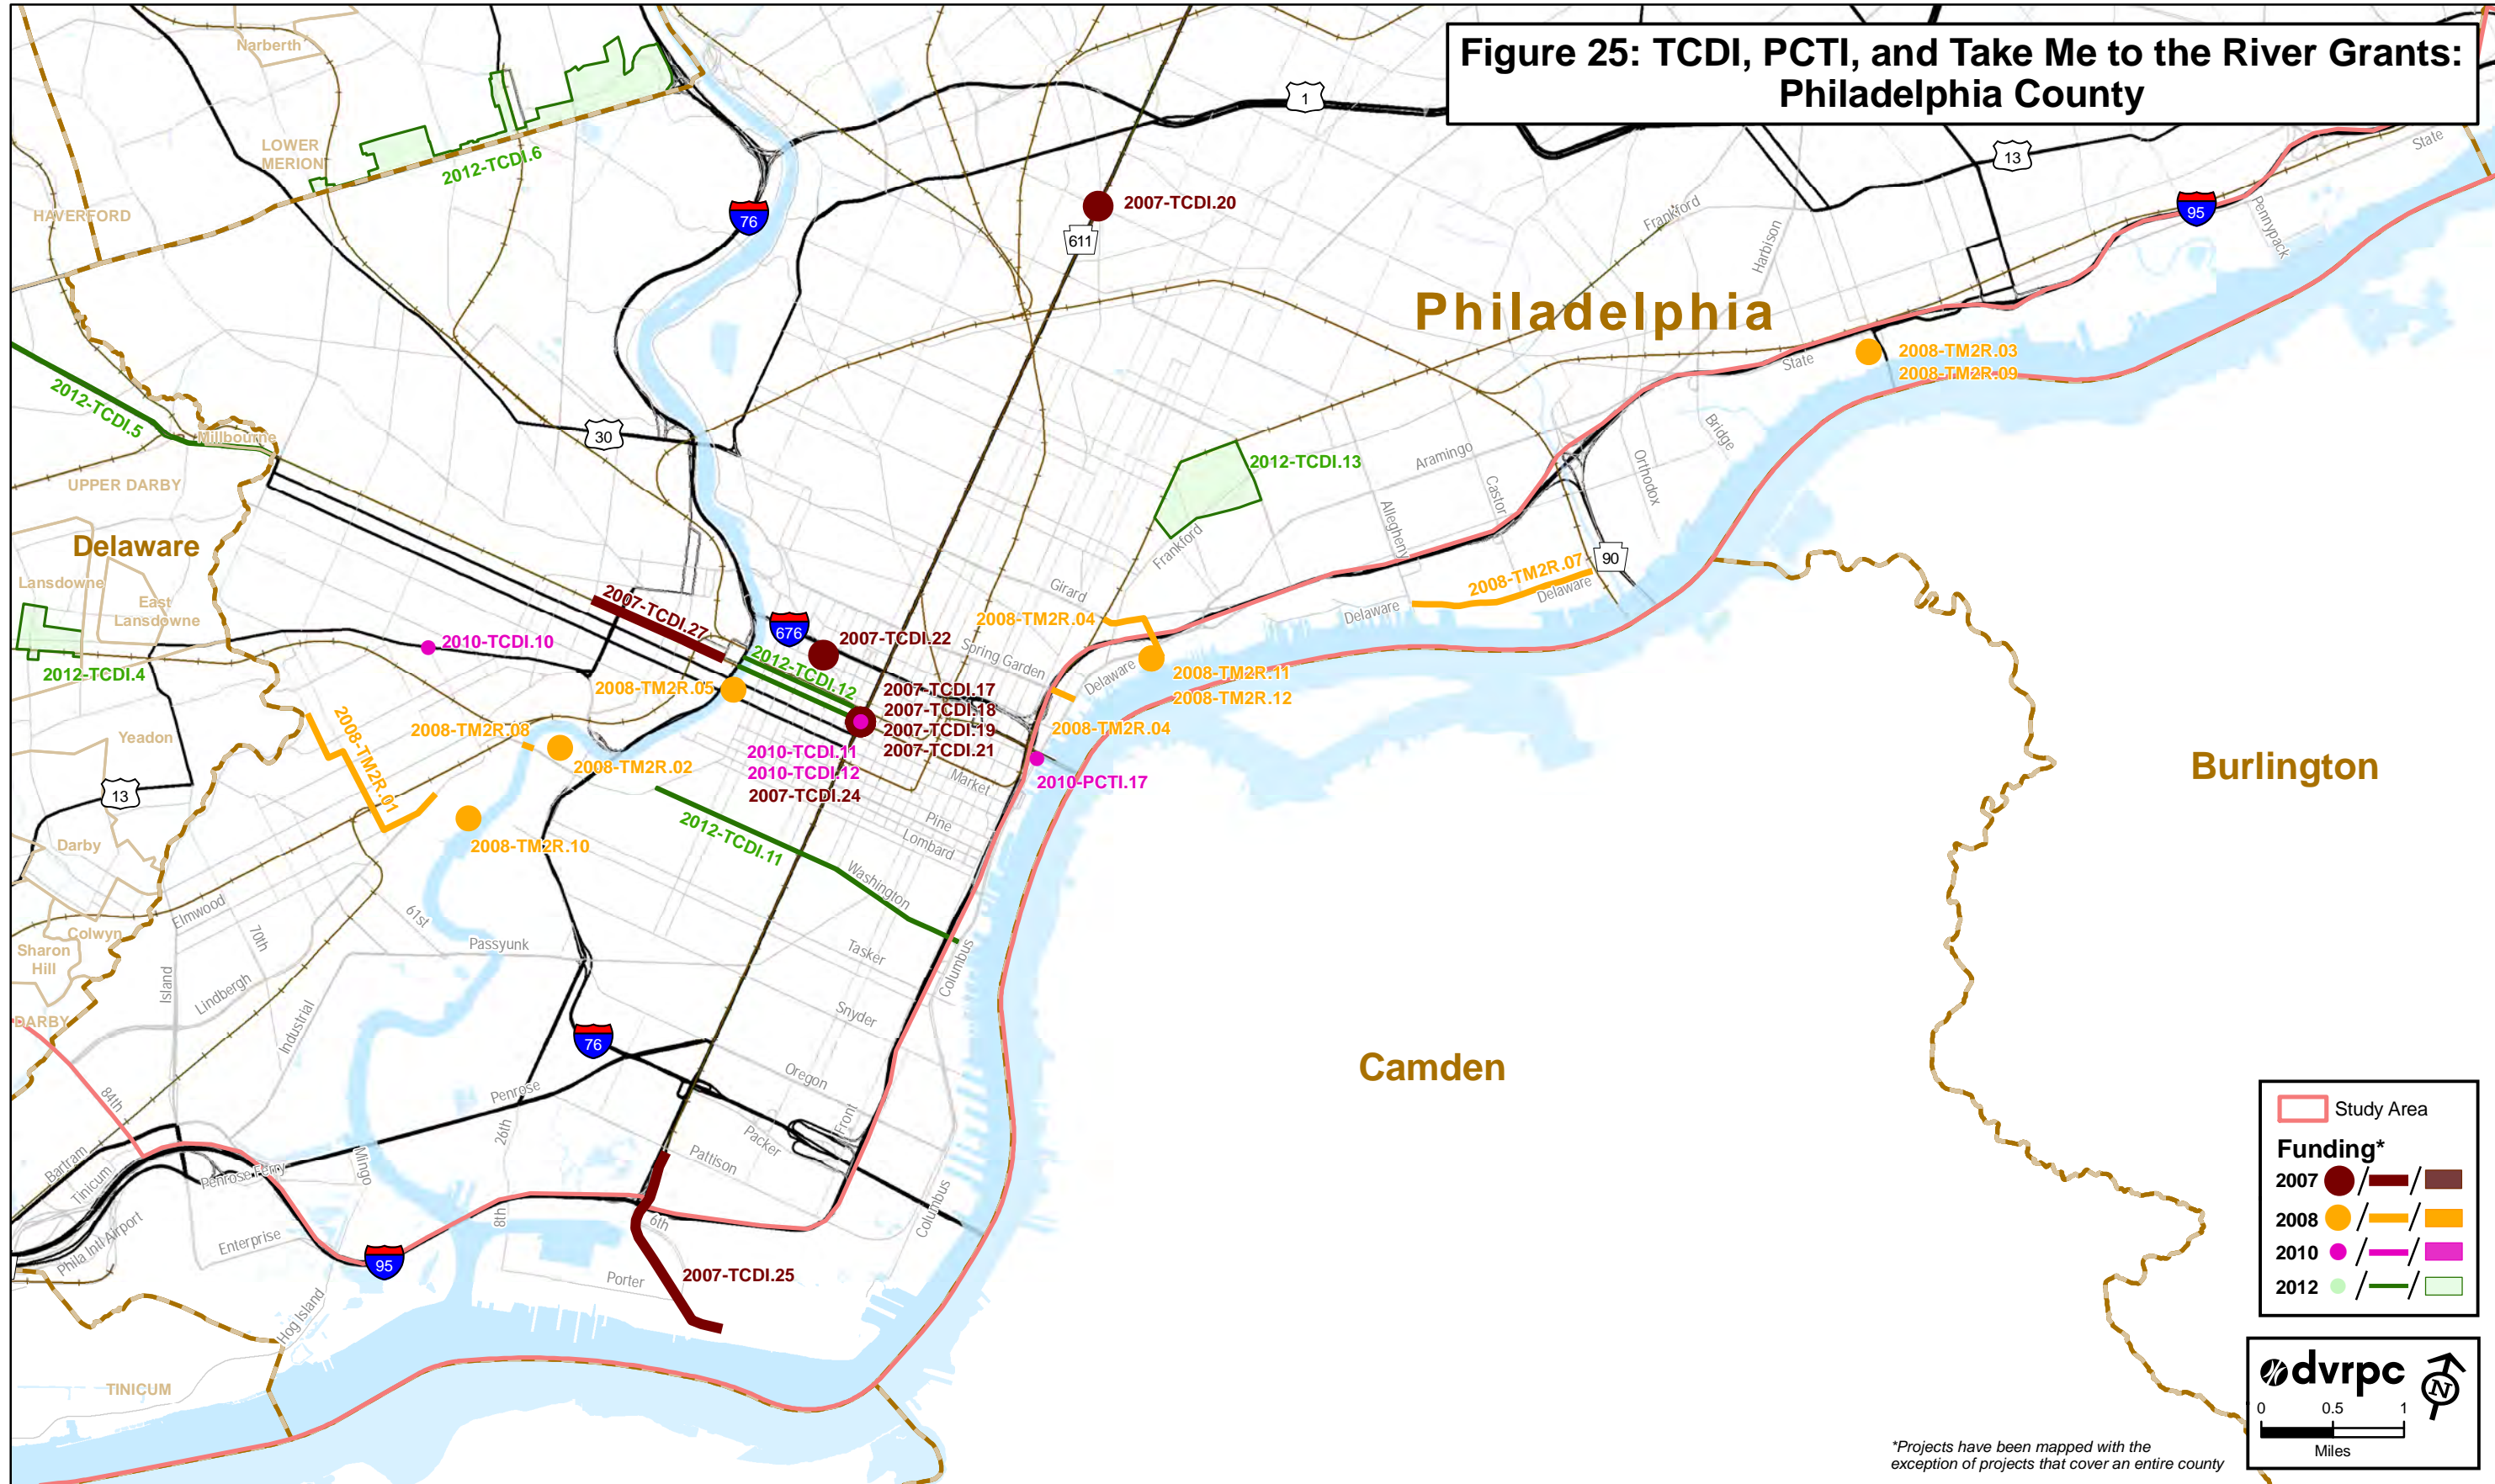 Figure 25: TCDI, PCTI, and Take Me to the River Grants:
Philadelphia County
Narberth
LOWER
MERION
2012-TCDI.6
HAVERFORD
76
1
13
State
2007-TCDI.20
611
Frankford
Harbison
95
Pennypack
Philadelphia
2012-TCDI.5
Millbourne
30
State
2008-TM2R.03
2008-TM2R.09
UPPER DARBY
2012-TCDI.13
Aramingo
Bridge
Castor
Orthodox
Allegheny
Frankford
Delaware
Lansdowne
East
Lansdowne
2007-TCDI.27
676
2007-TCDI.22
Girard
2008-TM2R.04
2008-TM2R.07
90
Delaware
Delaware
2010-TCDI.10
2012-TCDI.4
2012-TCDI.12
Spring Garden
Delaware
2008-TM2R.11
2008-TM2R.12
2008-TM2R.05
2007-TCDI.17
2007-TCDI.18
2007-TCDI.19
2007-TCDI.21
2008-TM2R.04
2008-TM2R.01
2008-TM2R.08
2008-TM2R.02
2010-TCDI.11
2010-TCDI.12
2007-TCDI.24
Yeadon
13
Market
2010-PCTI.17
Burlington
2012-TCDI.11
Pine
Lombard
Darby
2008-TM2R.10
Washington
Elmwood
61st
70th
Colwyn
Sharon
Hill
Passyunk
Tasker
Columbus
Island
Lindbergh
Industrial
Snyder
DARBY
76
Camden
Oregon
84th
Penrose
26th
Front
Packer
Pattison
Bartram
Tinicum
Penrose Ferry
Mingo
Columbus
8th
6th
Phila Intl Airport
Enterprise
95
Porter
2007-TCDI.25
Hog Island
TINICUM
Study Area
Funding*
2007 / /
2008 / /
2010 / /
2012 / /
dvrpc
N
0 0.5 1
Miles
*Projects have been mapped with the
exception of projects that cover an entire county